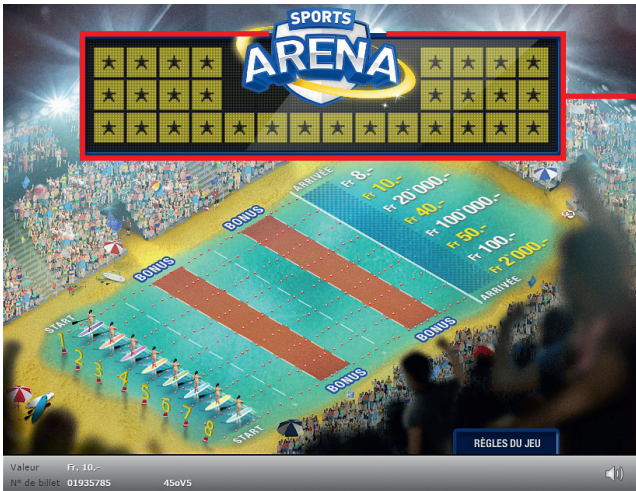 SPORTS
ARENA
ARRIVÉE
Fr 8.-
Fr 10.-
Fr 20'000.-
Fr 40.-
Fr 100'000.-
Fr 50.-
Fr 100.-
Fr 2'000.-
ARRIVÉE
BONUS
BONUS
BONUS
BONUS
START
1
2
3
4
5
6
7
8
START
RÈGLES DU JEU
Valeur Fr. 10.-
N° de billet 01935785 45oV5